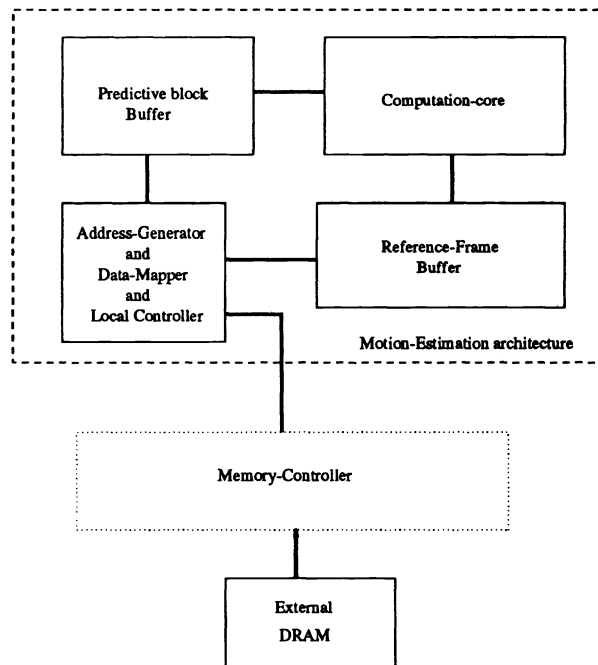 Predictive block
Buffer
Computation-core
Address-Generator
and
Data-Mapper
and
Local Controller
Reference-Frame
Buffer
Motion-Estimation architecture
Memory-Controller
External
DRAM